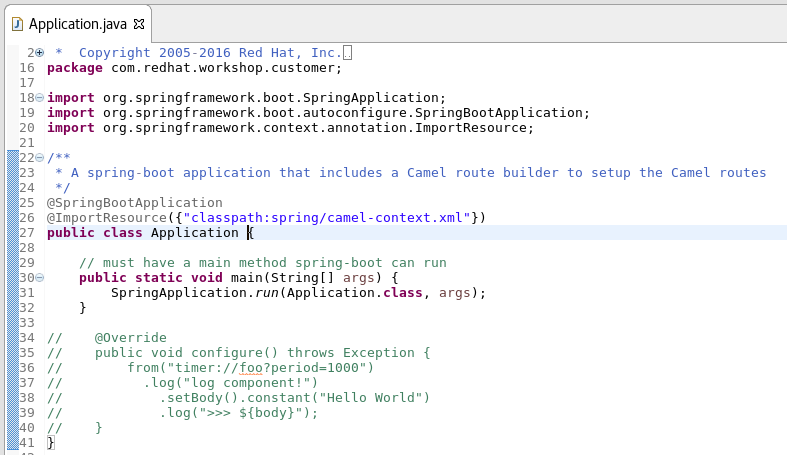 Application.java
2 *  Copyright 2005-2016 Red Hat, Inc...
16 package com.redhat.workshop.customer;
17
18 import org.springframework.boot.SpringApplication;
19 import org.springframework.boot.autoconfigure.SpringBootApplication;
20 import org.springframework.context.annotation.ImportResource;
21
22 /**
23  * A spring-boot application that includes a Camel route builder to setup the Camel routes
24  */
25 @SpringBootApplication
26 @ImportResource({"classpath:spring/camel-context.xml"})
27 public class Application {
28
29     // must have a main method spring-boot can run
30     public static void main(String[] args) {
31         SpringApplication.run(Application.class, args);
32     }
33
34 //    @Override
35 //    public void configure() throws Exception {
36 //        from("timer://foo?period=1000")
37 //          .log("log component!")
38 //            .setBody().constant("Hello World")
39 //            .log(">>> ${body}");
40 //    }
41 }